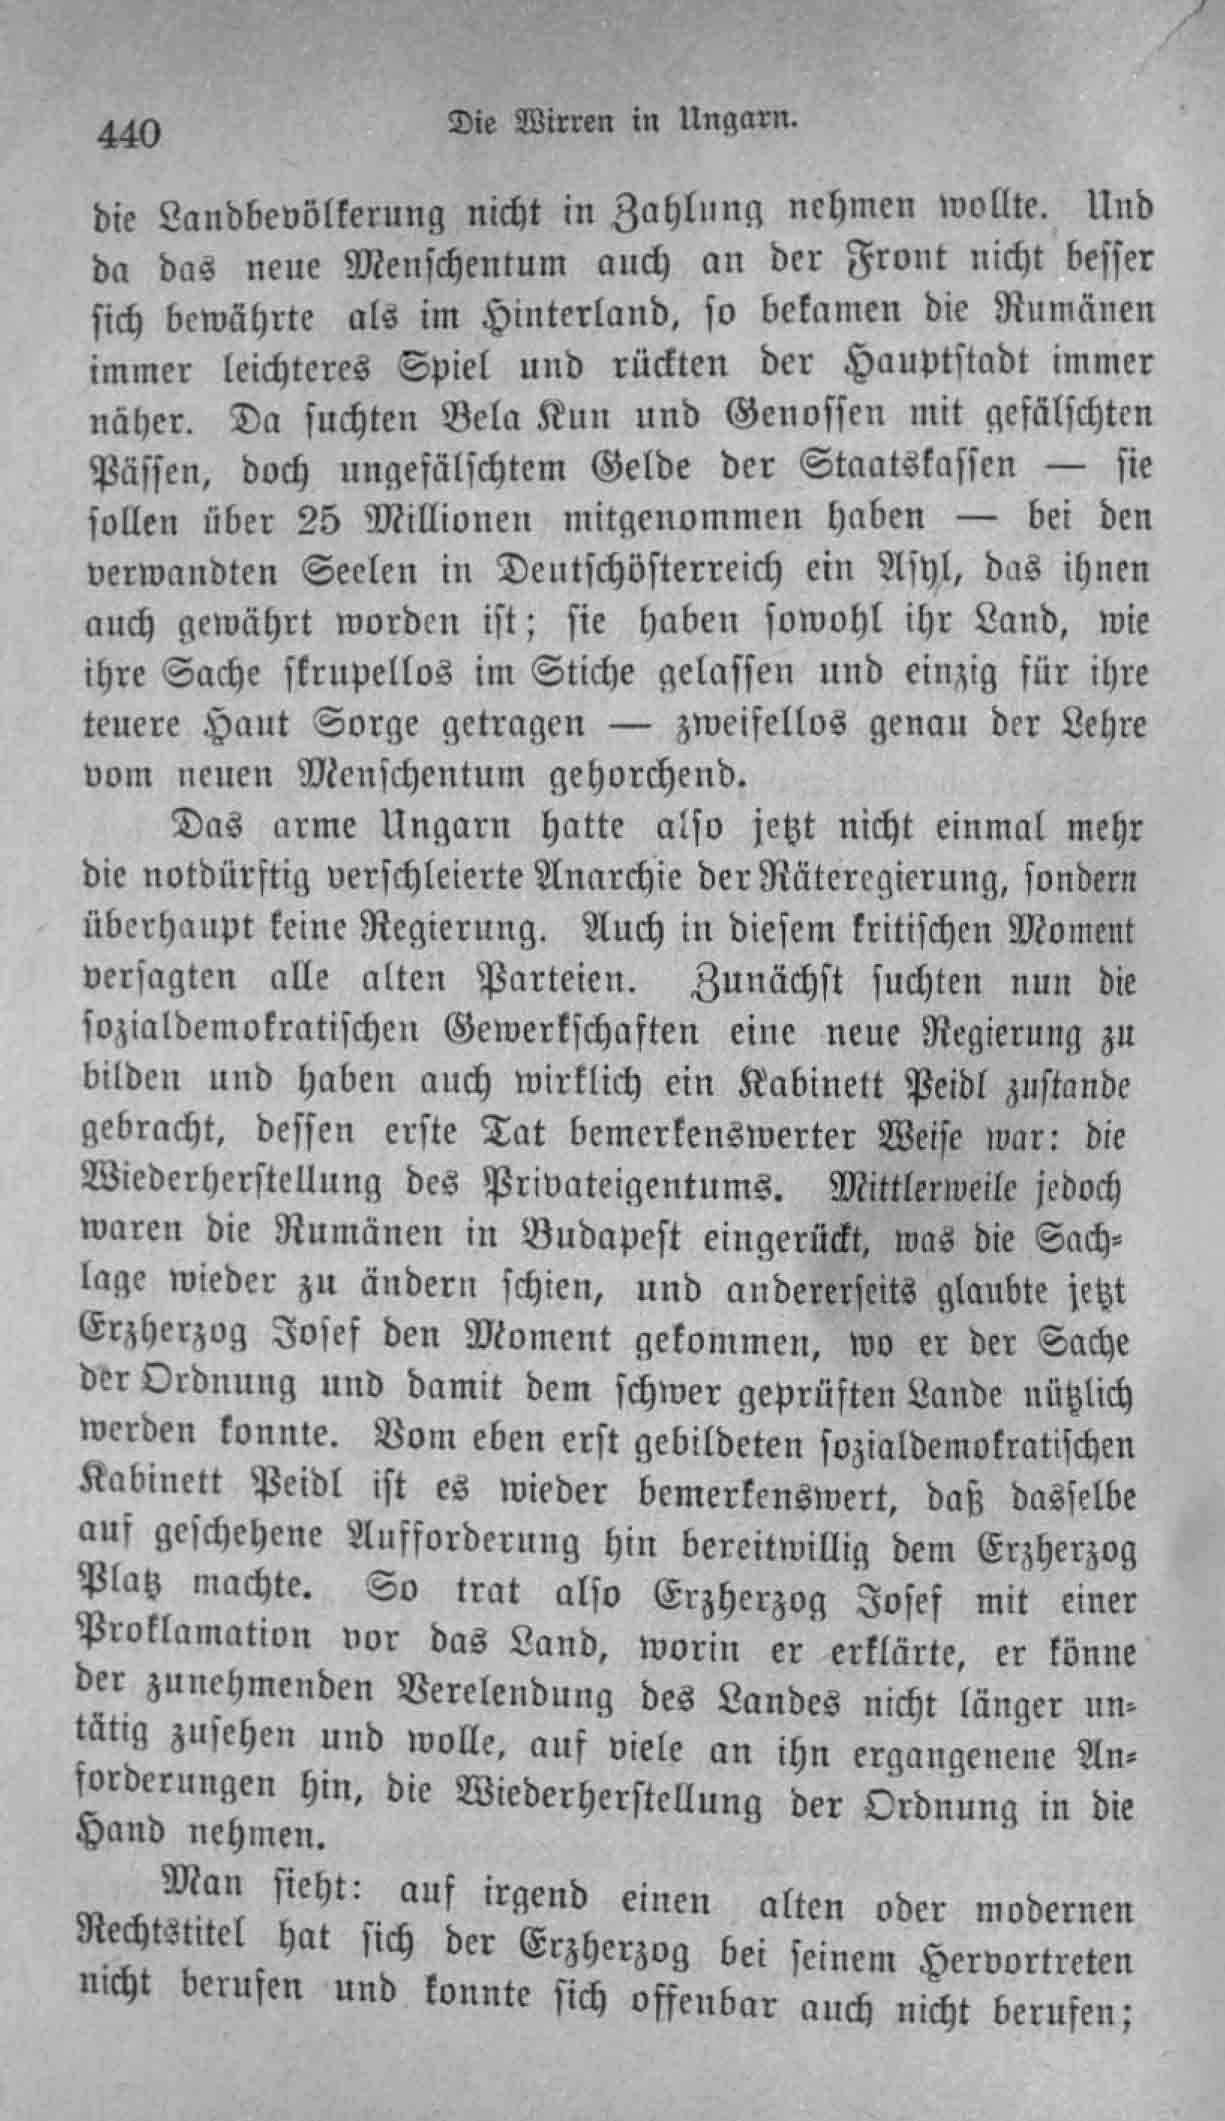 440
Die Wirren in Ungarn.
die Landbevölkerung nicht in Zahlung nehmen wollte. Und
da das neue Menschentum auch an der Front nicht besser
sich bewährte als im Hinterland, so bekamen die Rumänen
immer leichteres Spiel und rückten der Hauptstadt immer
näher. Da suchten Bela Kun und Genossen mit gefälschten
Pässen, doch ungefälschtem Gelde der Staatskassen — sie
sollen über 25 Millionen mitgenommen haben — bei den
verwandten Seelen in Deutschösterreich ein Asyl, das ihnen
auch gewährt worden ist; sie haben sowohl ihr Land, wie
ihre Sache skrupellos im Stiche gelassen und einzig für ihre
teuere Haut Sorge getragen — zweifellos genau der Lehre
vom neuen Menschentum gehorchend.
Das arme Ungarn hatte also jetzt nicht einmal mehr
die notdürftig verschleierte Anarchie der Räteregierung, sondern
überhaupt keine Regierung. Auch in diesem kritischen Moment
versagten alle alten Parteien. Zunächst suchten nun die
sozialdemokratischen Gewerkschaften eine neue Regierung zu
bilden und haben auch wirklich ein Kabinett Peidl zustande
gebracht, dessen erste Tat bemerkenswerter Weise war: die
Wiederherstellung des Privateigentums. Mittlerweile jedoch
waren die Rumänen in Budapest eingerückt, was die Sach-
lage wieder zu ändern schien, und andererseits glaubte jetzt
Erzherzog Josef den Moment gekommen, wo er der Sache
der Ordnung und damit dem schwer geprüften Lande nützlich
werden konnte. Vom eben erst gebildeten sozialdemokratischen
Kabinett Peidl ist es wieder bemerkenswert, daß dasselbe
auf geschehene Aufforderung hin bereitwillig dem Erzherzog
Platz machte. So trat also Erzherzog Josef mit einer
Proklamation vor das Land, worin er erklärte, er könne
der zunehmenden Verelendung des Landes nicht länger un-
tätig zusehen und wolle, auf viele an ihn ergangenene An-
forderungen hin, die Wiederherstellung der Ordnung in die
Hand nehmen.
Man sieht: auf irgend einen alten oder modernen
Rechtstitel hat sich der Erzherzog bei seinem Hervortreten
nicht berufen und konnte sich offenbar auch nicht berufen;